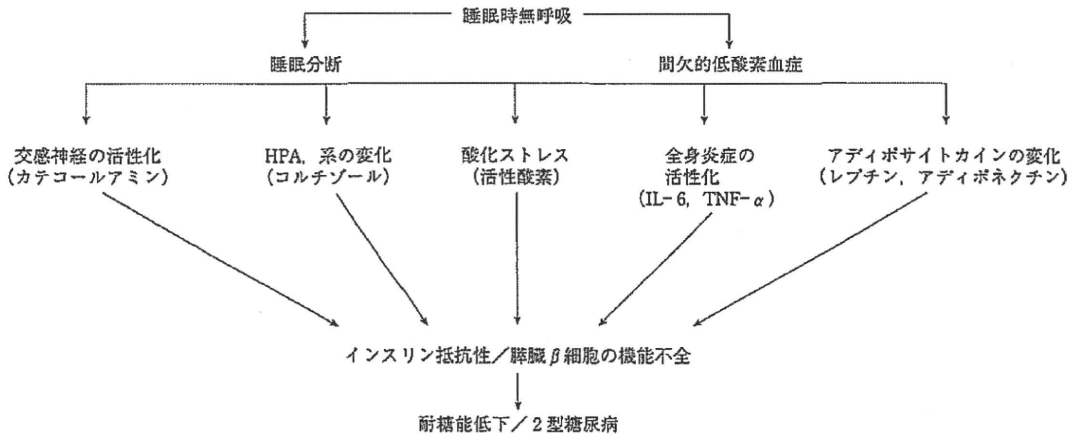 睡眠時無呼吸
睡眠分断
間欠的低酸素血症
交感神経の活性化
(カテコールアミン)
HPA, 系の変化
(コルチゾール)
酸化ストレス
(活性酸素)
全身炎症の
活性化
(IL-6, TNF-α)
アディポサイトカインの変化
(レプチン, アディポネクチン)
インスリン抵抗性/膵臓β細胞の機能不全
耐糖能低下/2型糖尿病